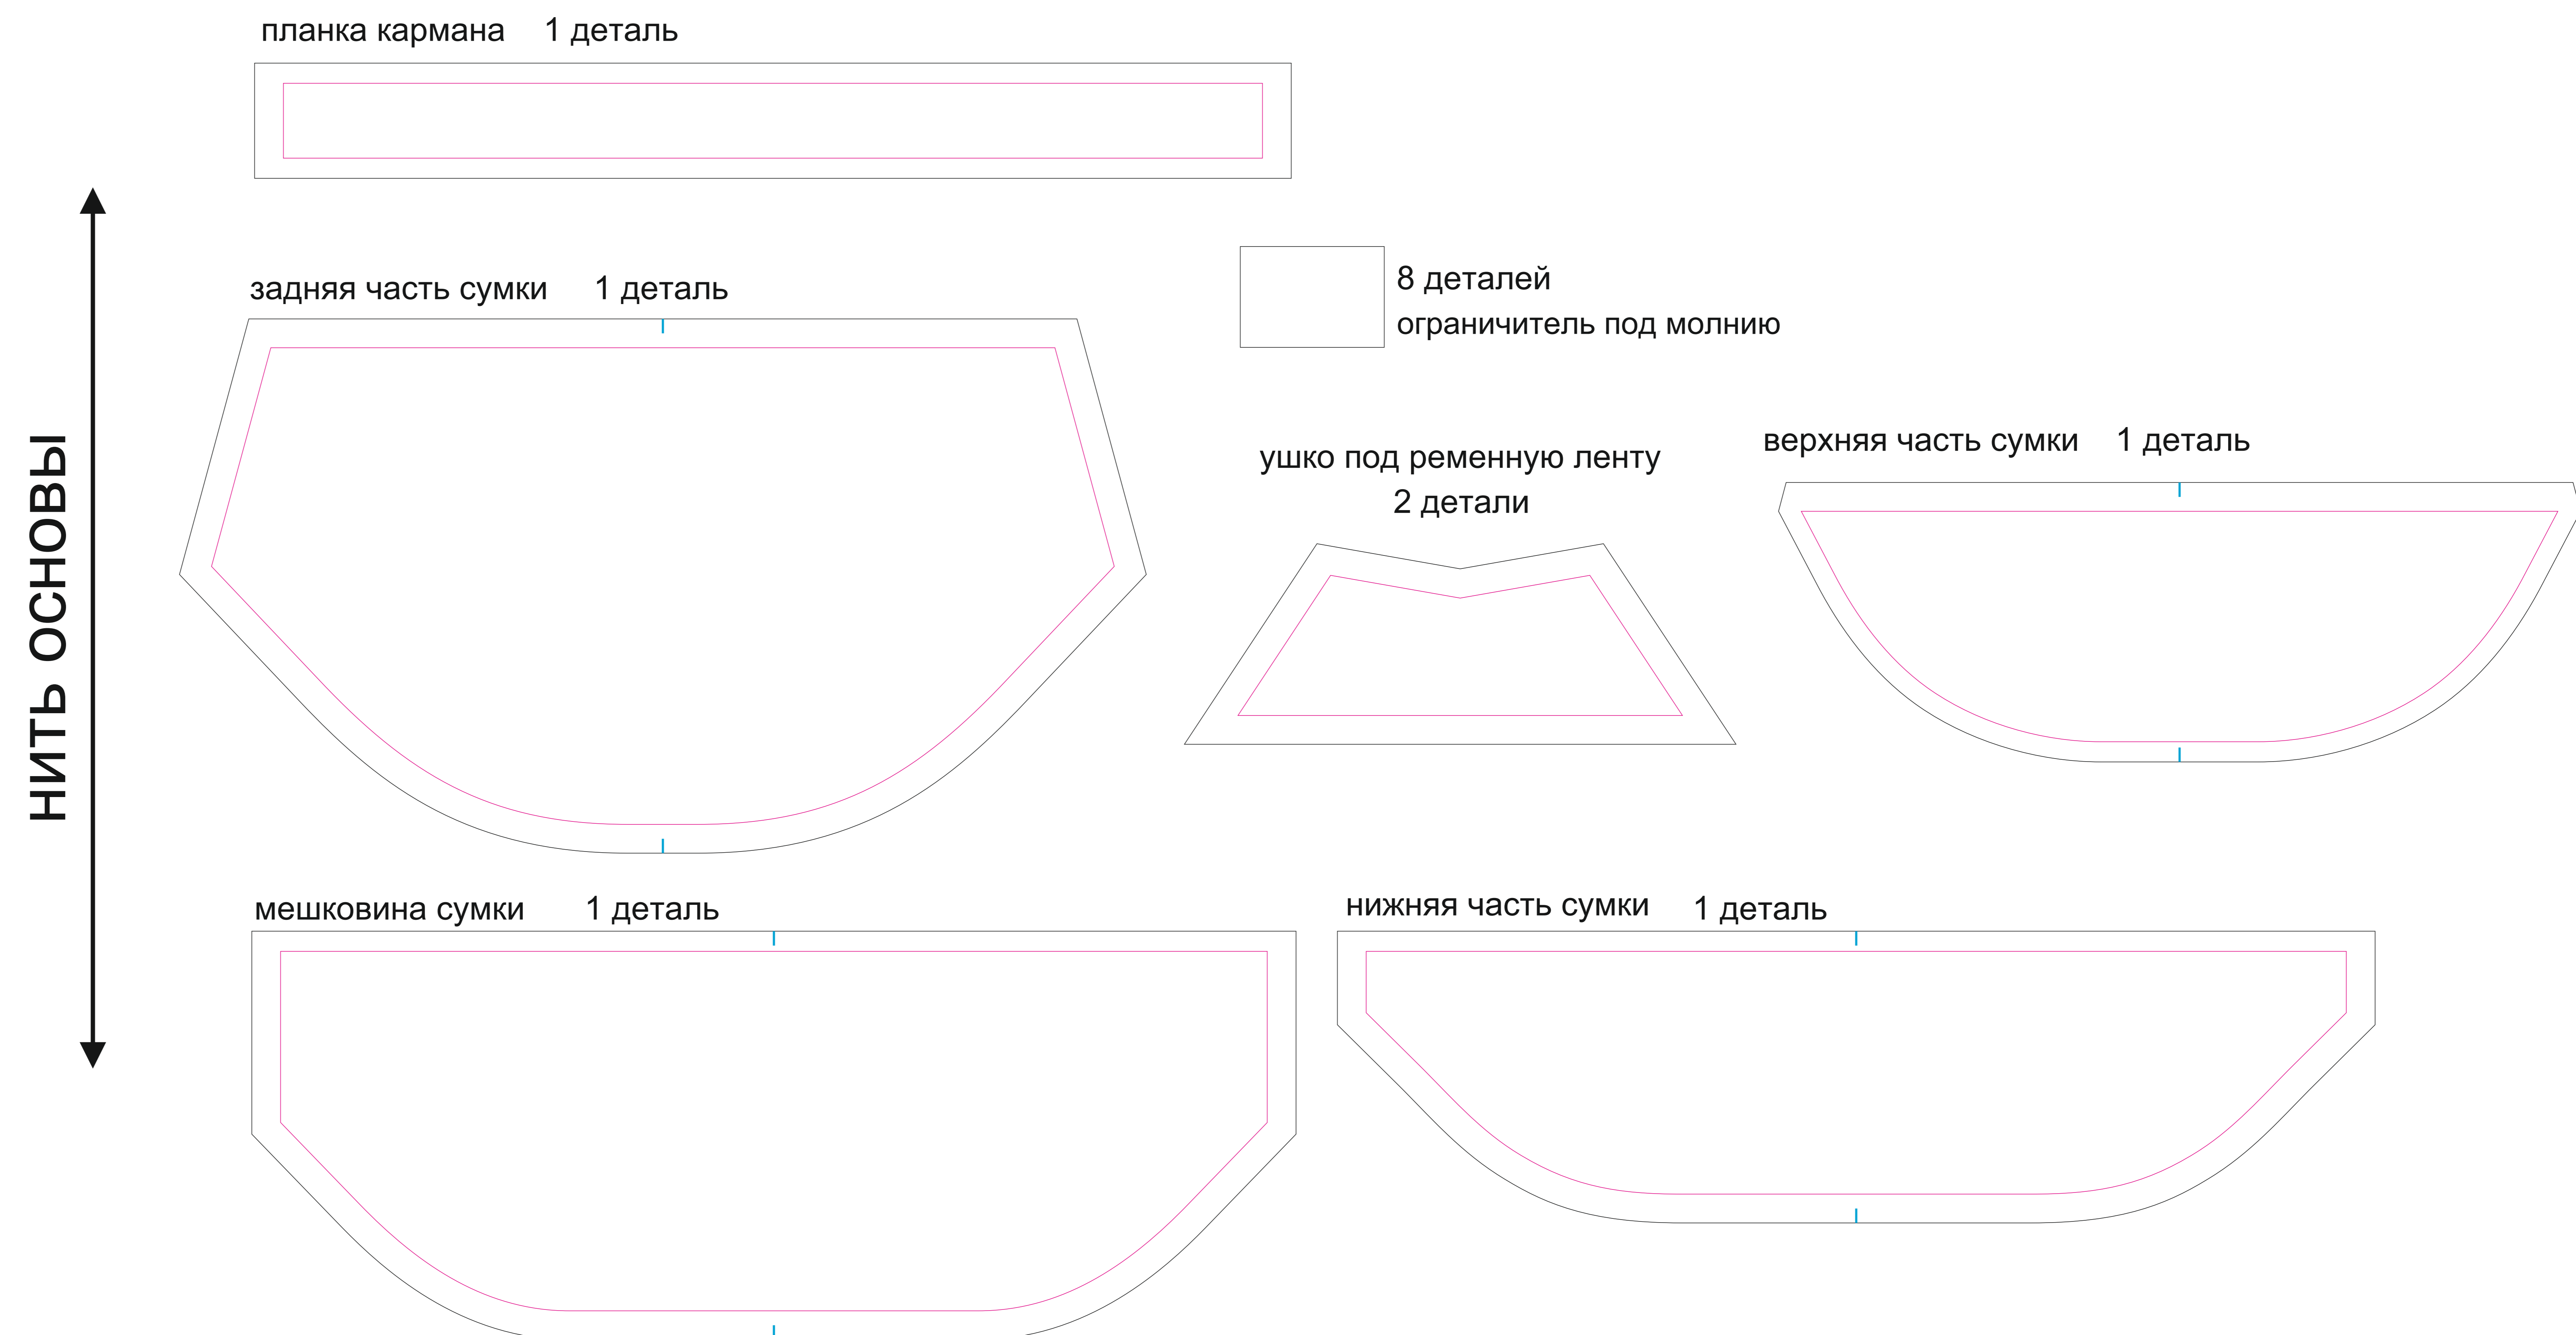 планка кармана 1 деталь
НИТЬ ОСНОВЫ
задняя часть сумки 1 деталь
8 деталей
ограничитель под молнию
ушко под ременную ленту
2 детали
верхняя часть сумки 1 деталь
мешковина сумки 1 деталь
нижняя часть сумки 1 деталь